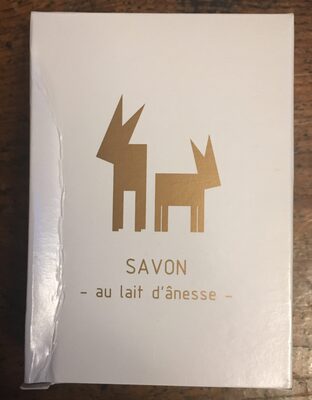 SAVON
- au lait d'ânesse -